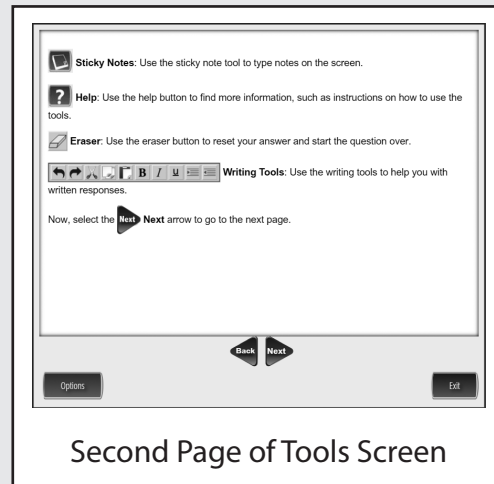 Sticky Notes: Use the sticky note tool to type notes on the screen.
? Help: Use the help button to find more information, such as instructions on how to use the
tools.
Eraser: Use the eraser button to reset your answer and start the question over.
B I U Writing Tools: Use the writing tools to help you with
written responses.
Now, select the Next Next arrow to go to the next page.
Back Next
Options Exit
Second Page of Tools Screen